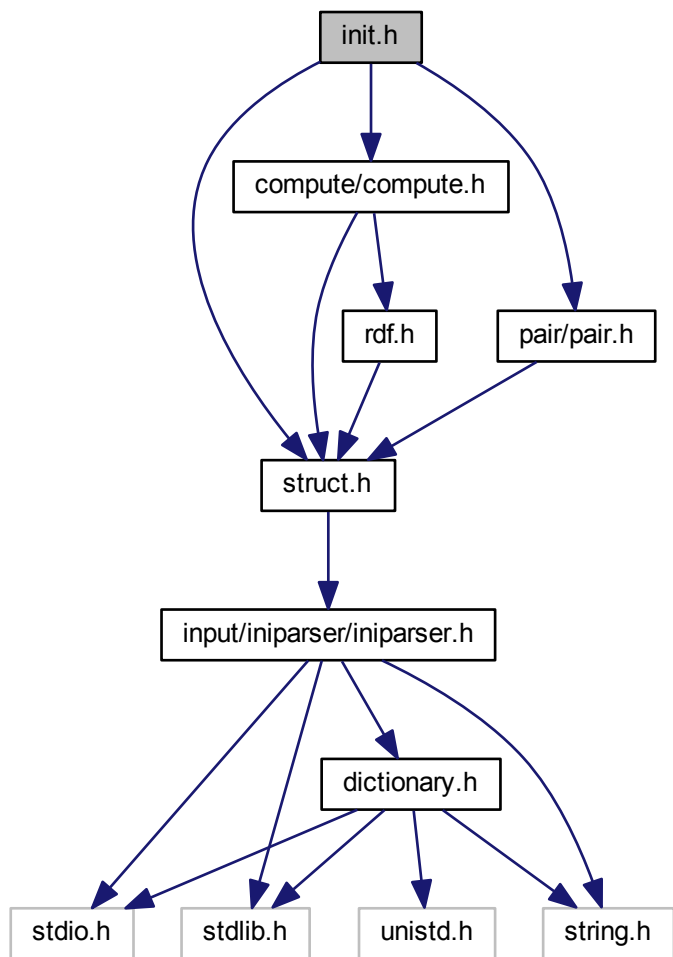 init.h
compute/compute.h
rdf.h
pair/pair.h
struct.h
input/iniparser/iniparser.h
dictionary.h
stdio.h
stdlib.h
unistd.h
string.h